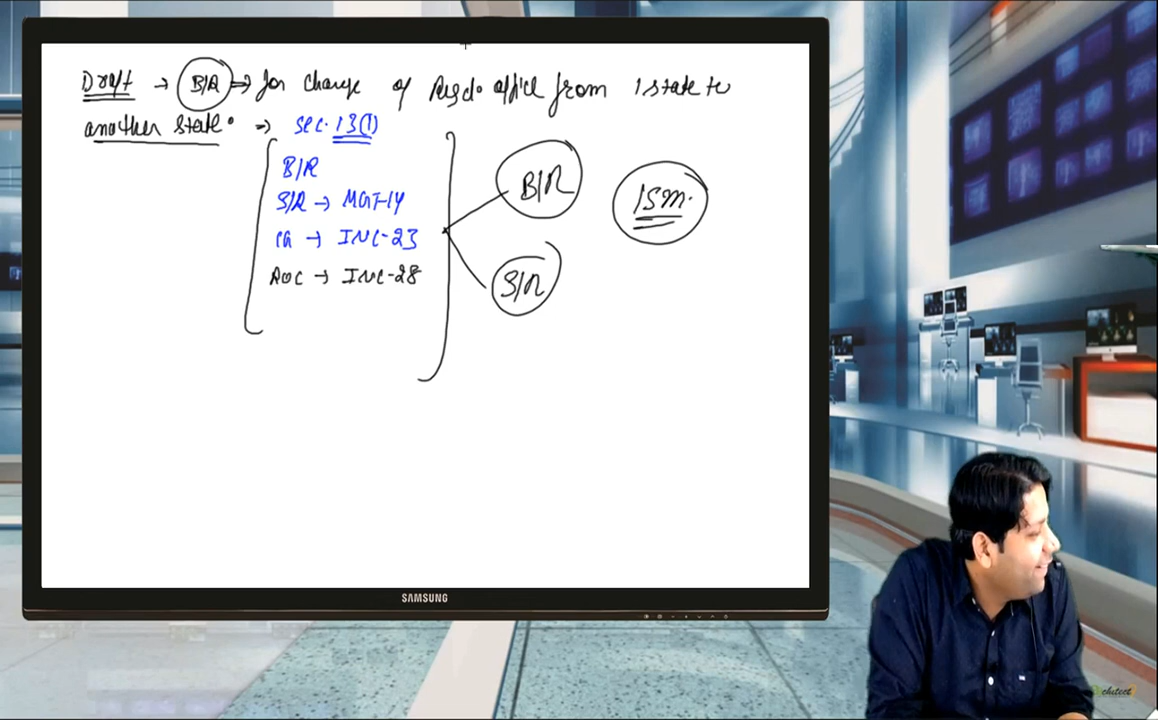 Draft → B/R ⇒ for change of Regd. office from 1 state to
another state. ⇒ Sec. 13(1)
B/R
S/R → MGT-14
CG → INC-23
ROC → INC-28
B/R
S/R
15m.
SAMSUNG